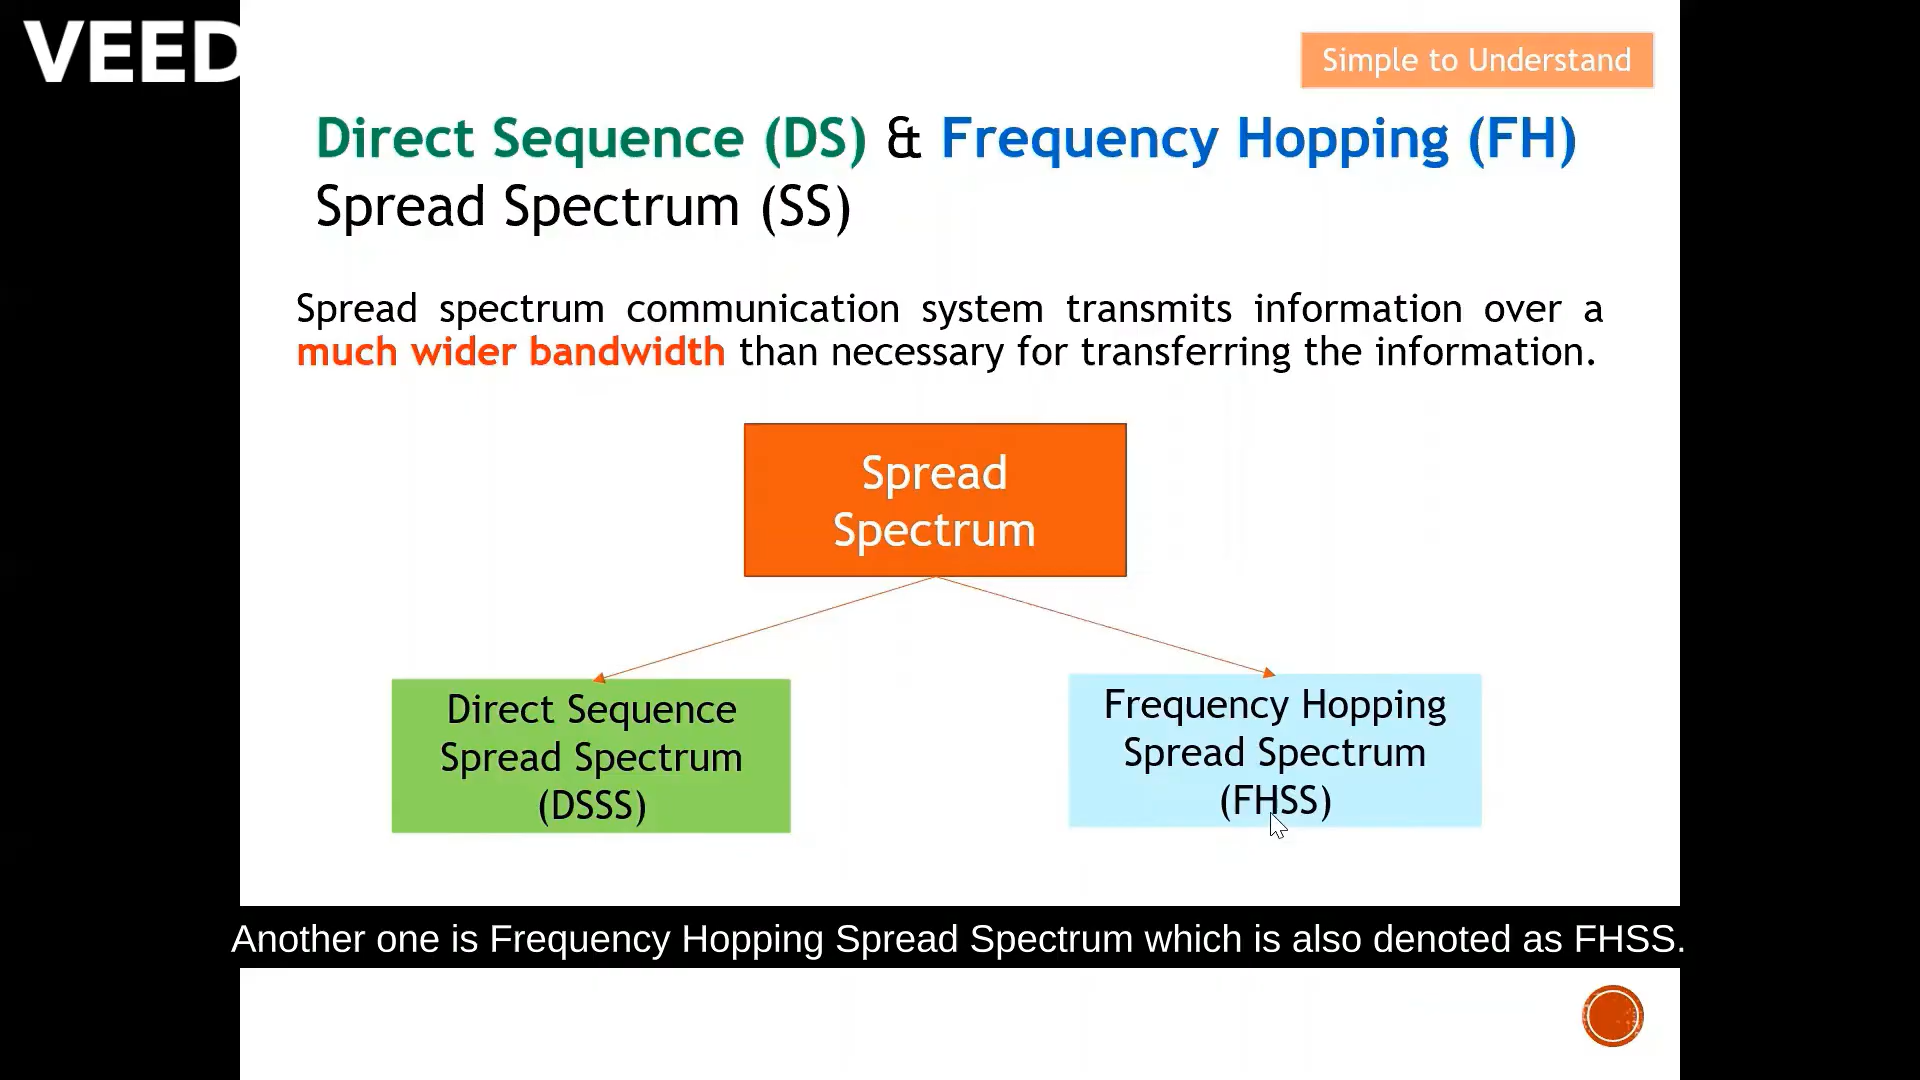 VEED
Simple to Understand
Direct Sequence (DS) & Frequency Hopping (FH)
Spread Spectrum (SS)
Spread spectrum communication system transmits information over a
much wider bandwidth than necessary for transferring the information.
Spread
Spectrum
Direct Sequence
Spread Spectrum
(DSSS)
Frequency Hopping
Spread Spectrum
(FHSS)
Another one is Frequency Hopping Spread Spectrum which is also denoted as FHSS.